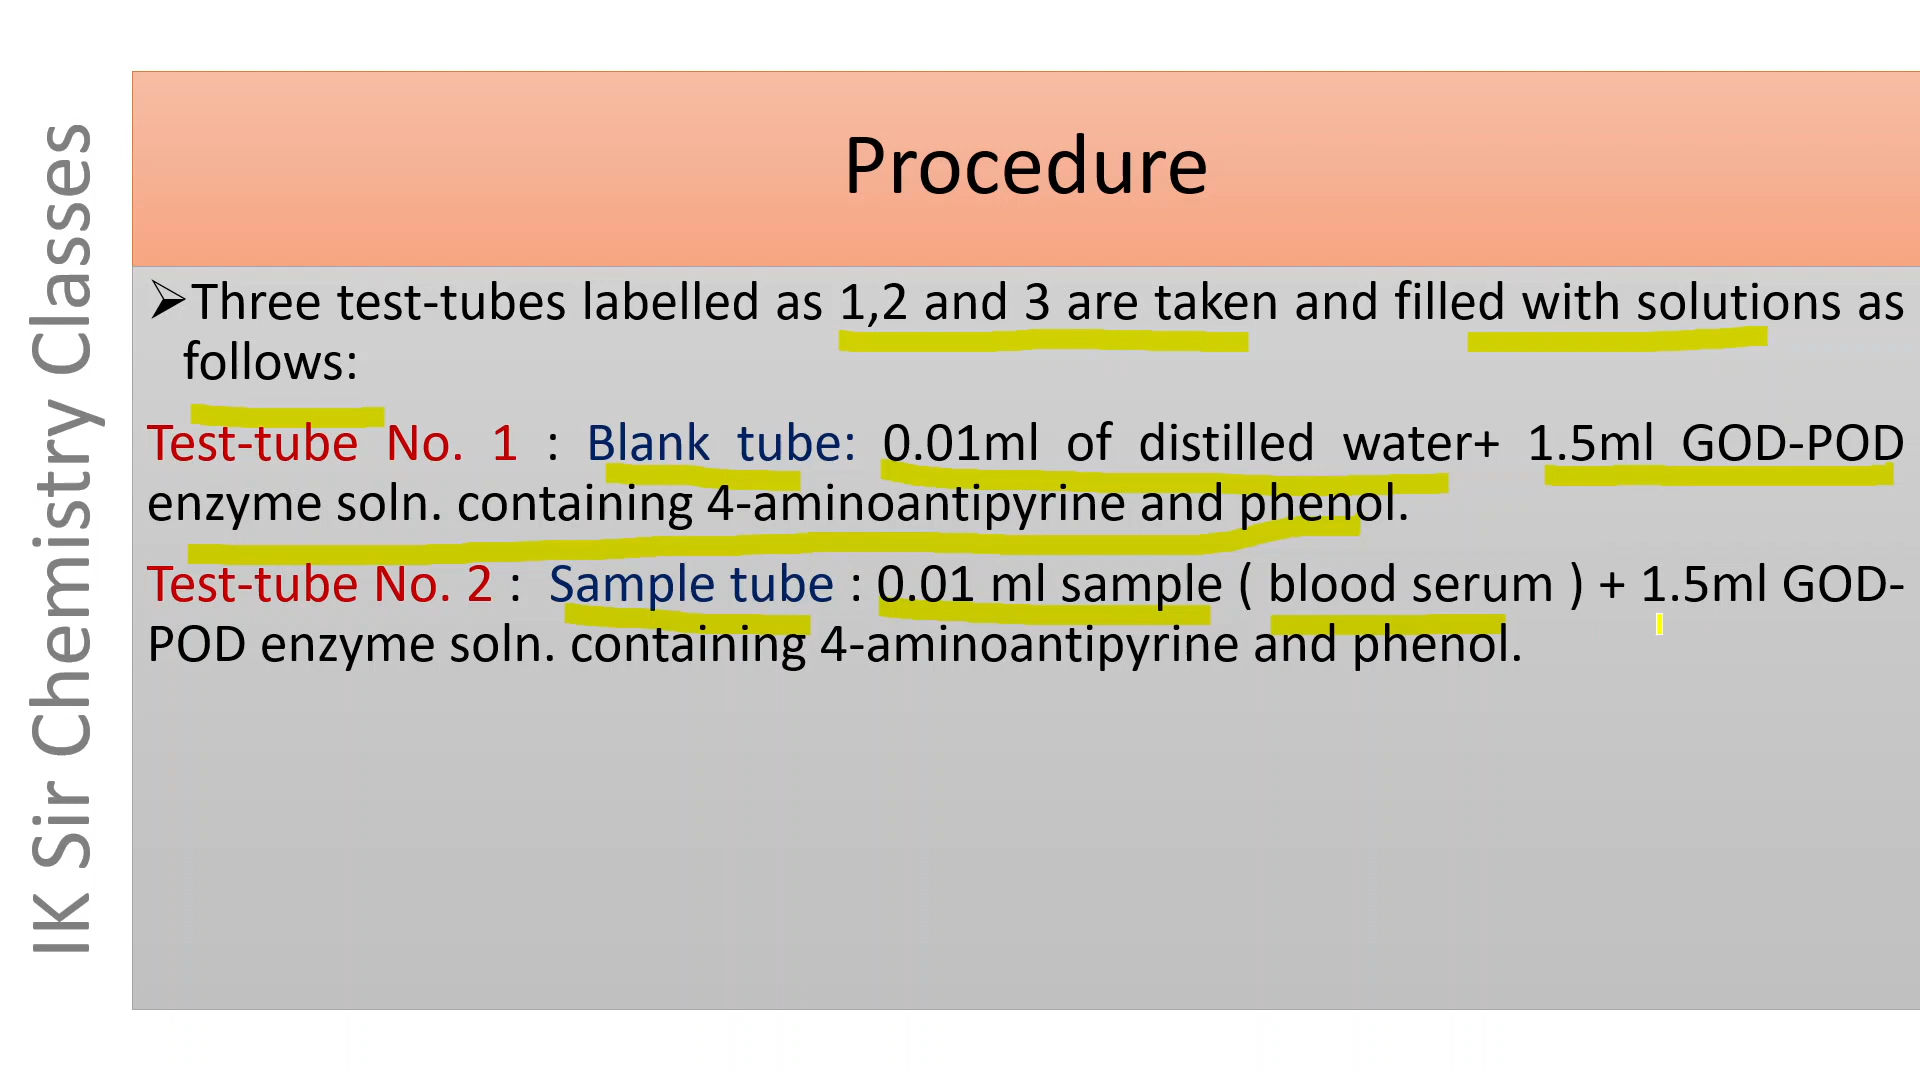 IK Sir Chemistry Classes
Procedure
➢Three test-tubes labelled as 1,2 and 3 are taken and filled with solutions as
follows:
Test-tube No. 1 : Blank tube: 0.01ml of distilled water+ 1.5ml GOD-POD
enzyme soln. containing 4-aminoantipyrine and phenol.
Test-tube No. 2 : Sample tube : 0.01 ml sample ( blood serum ) + 1.5ml GOD-
POD enzyme soln. containing 4-aminoantipyrine and phenol.